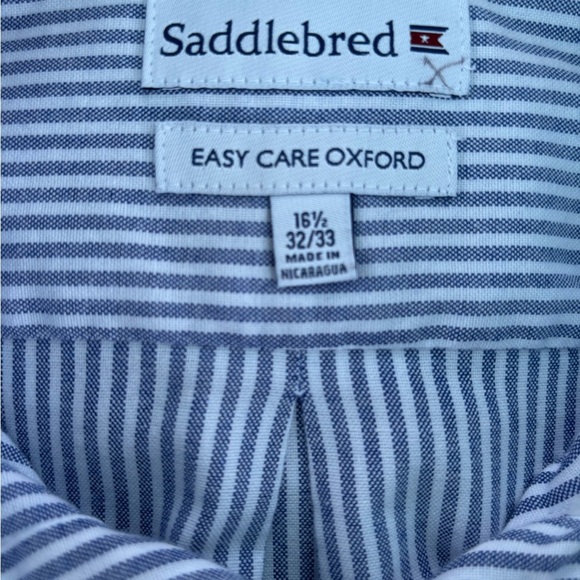 Saddlebred
EASY CARE OXFORD
16½
32/33
MADE IN
NICARAGUA